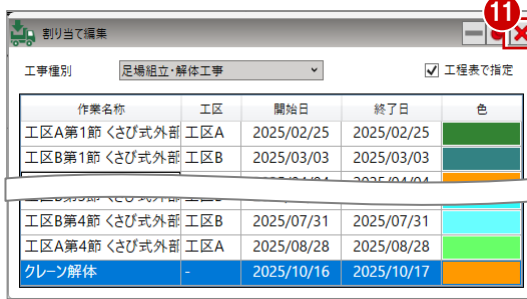 11
割り当て編集
工事種別 足場組立・解体工事 工程表で指定
作業名称 工区 開始日 終了日 色
工区A第1節 くさび式外部 工区A 2025/02/25 2025/02/25
工区B第1節 くさび式外部 工区B 2025/03/03 2025/03/03
工区B第4節 くさび式外部 工区B 2025/07/31 2025/07/31
工区A第4節 くさび式外部 工区A 2025/08/28 2025/08/28
クレーン解体 - 2025/10/16 2025/10/17